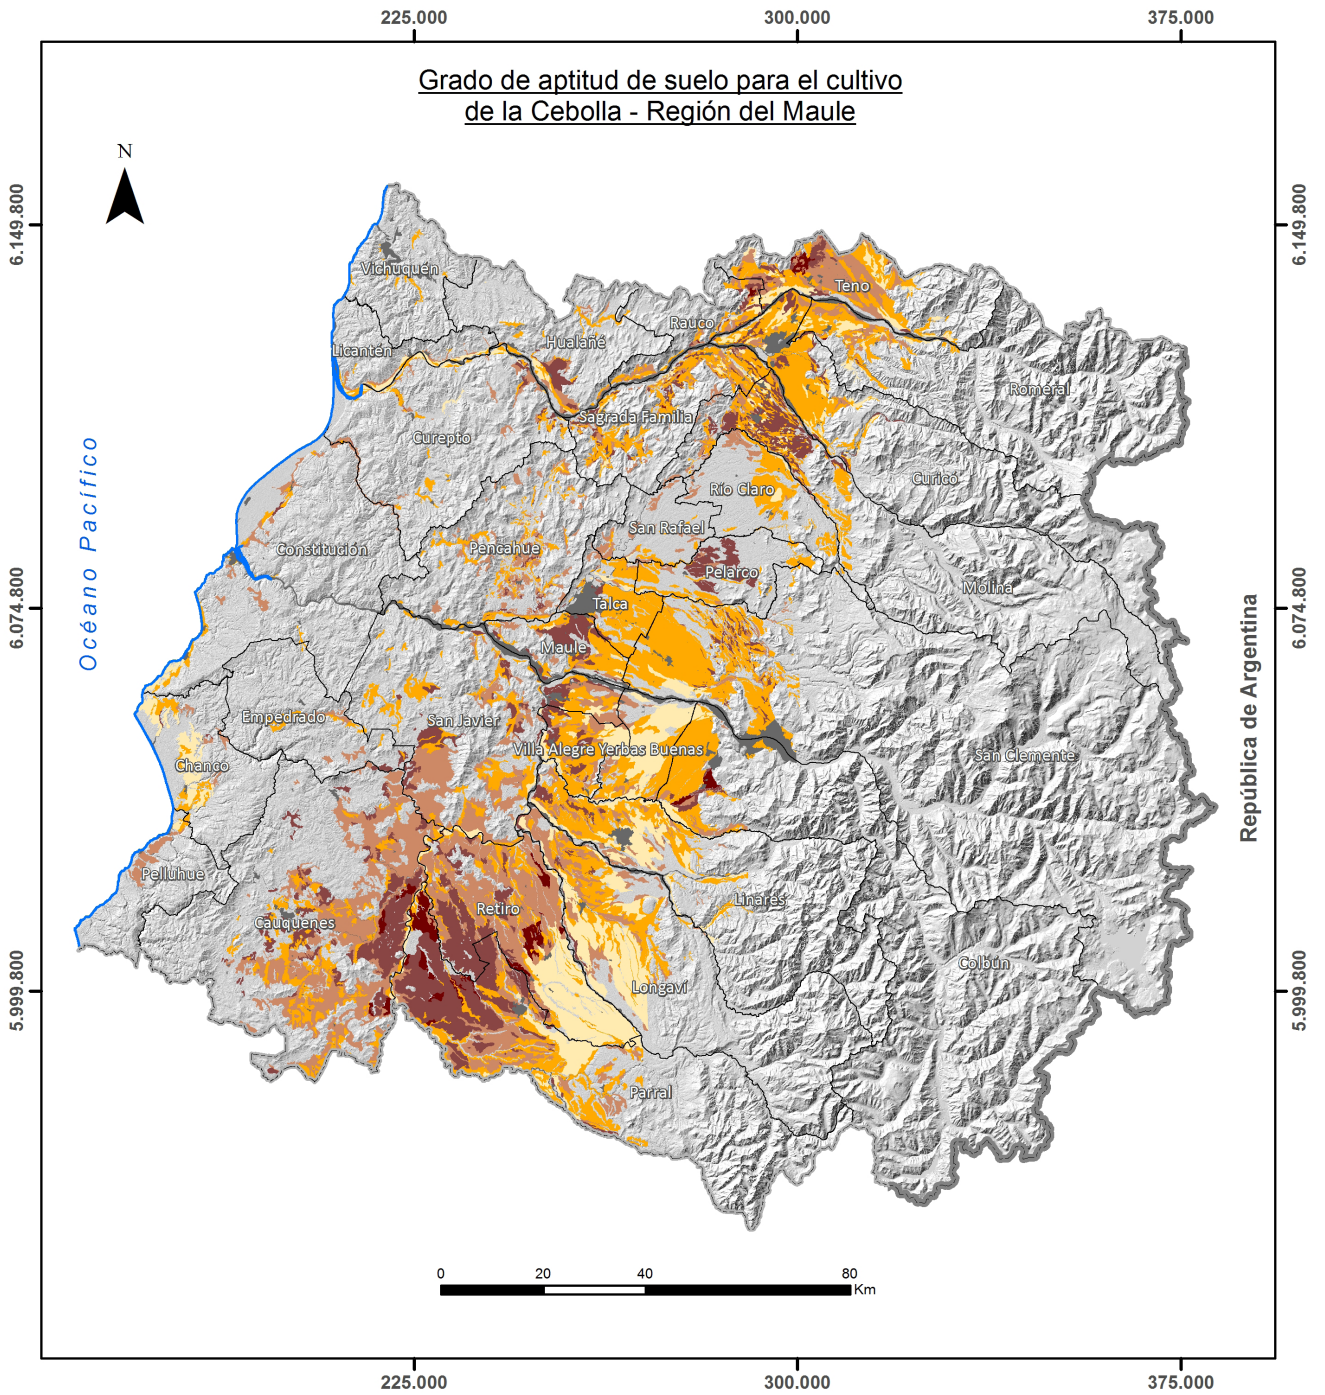 225.000
300.000
375.000
Grado de aptitud de suelo para el cultivo
de la Cebolla - Región del Maule
N
6.149.800
6.149.800
Vichuquén
Teno
Rauco
Hualañé
Licantén
Romeral
Sagrada Familia
Curepto
Océano Pacífico
Curicó
Río Claro
San Rafael
Constitución
Pencahue
Pelarco
Molina
Talca
6.074.800
6.074.800
Maule
República de Argentina
Empedrado
San Javier
Villa Alegre
Yerbas Buenas
San Clemente
Chanco
Pelluhue
Linares
Retiro
Cauquenes
Colbún
Longaví
5.999.800
5.999.800
Parral
0
20
40
80
Km
225.000
300.000
375.000